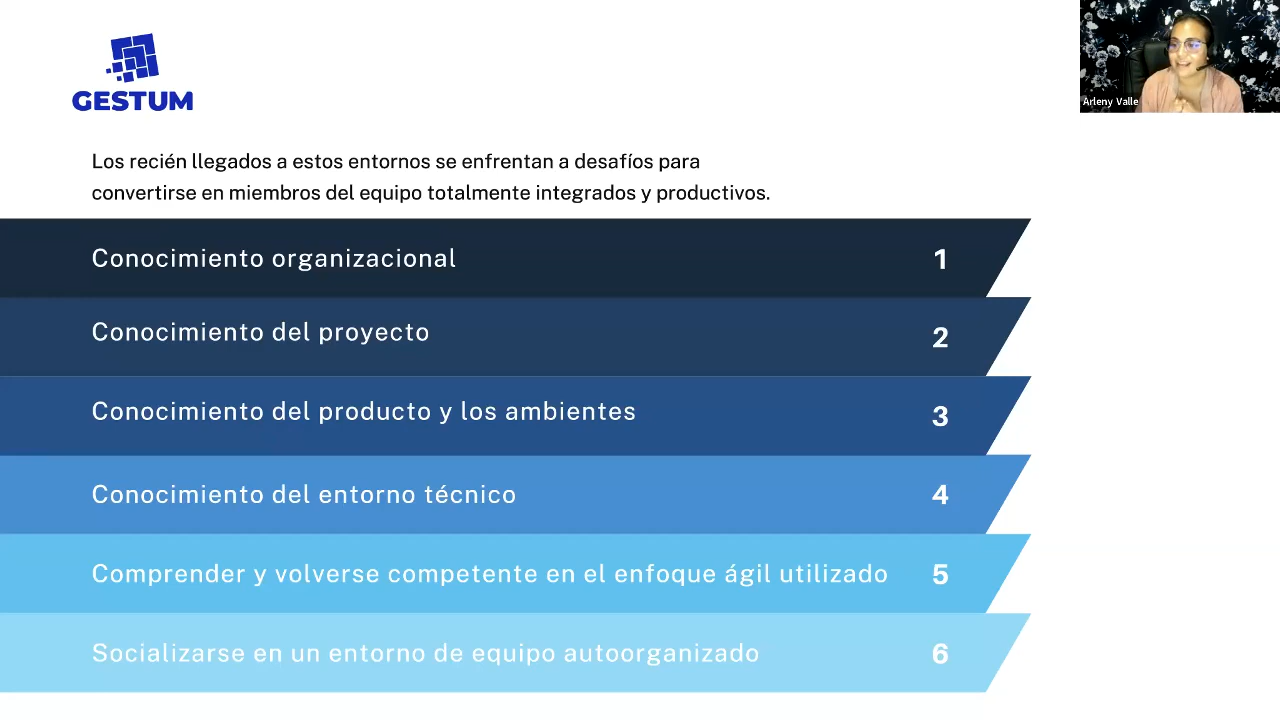 GESTUM
Arleny Valle
Los recién llegados a estos entornos se enfrentan a desafíos para
convertirse en miembros del equipo totalmente integrados y productivos.
Conocimiento organizacional 1
Conocimiento del proyecto 2
Conocimiento del producto y los ambientes 3
Conocimiento del entorno técnico 4
Comprender y volverse competente en el enfoque ágil utilizado 5
Socializarse en un entorno de equipo autoorganizado 6